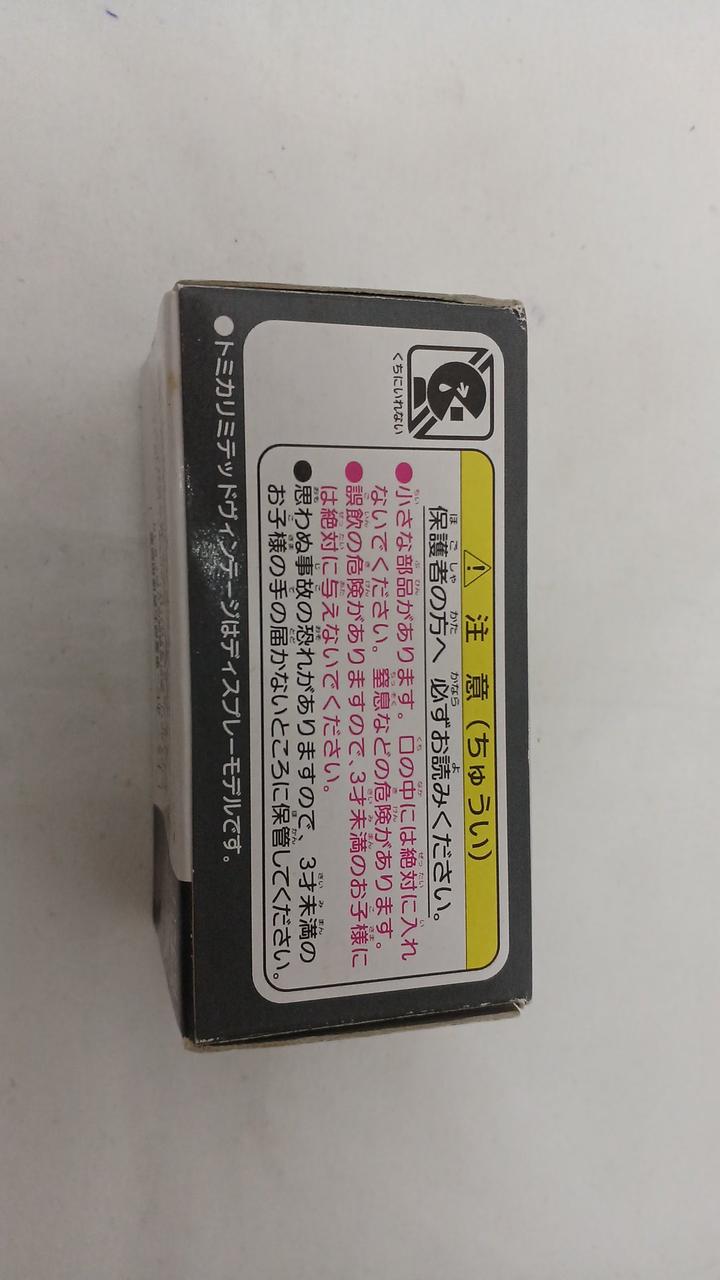 くちにいれない
注 意(ちゅうい)
保護者の方へ 必ずお読みください。
●小さな部品があります。口の中には絶対に入れ
ないでください。窒息などの危険があります。
●誤飲の危険がありますので、3才未満のお子様に
は絶対に与えないでください。
●思わぬ事故の恐れがありますので、3才未満の
お子様の手の届かないところに保管してください。
●トミカリミテッドヴィンテージはディスプレーモデルです。